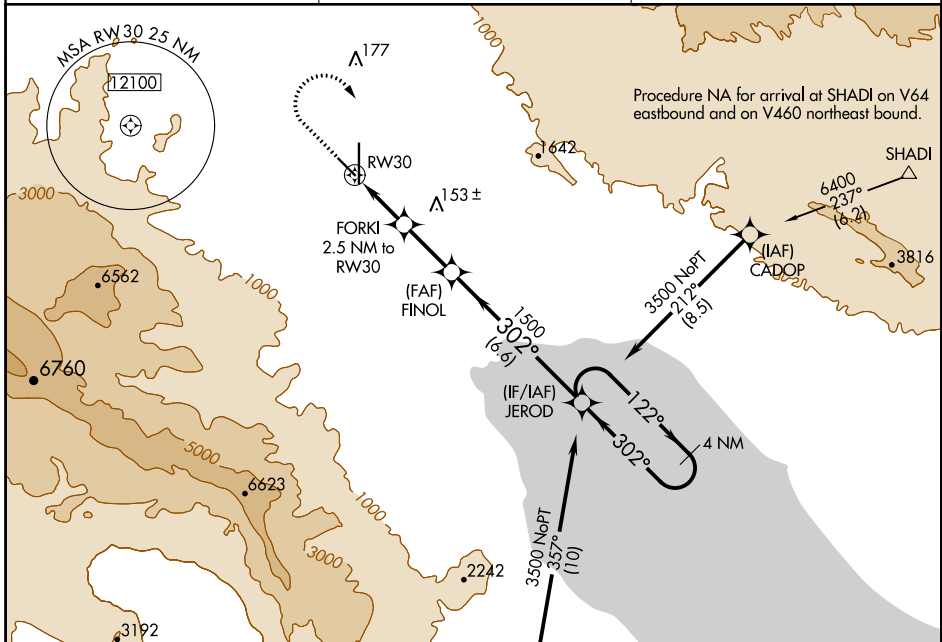 MSA RW30 25 NM
12100
1000
177
Procedure NA for arrival at SHADI on V64
eastbound and on V460 northeast bound.
1642
RW30
SHADI
6400
237°
(6.2)
3000
153 ±
FORKI
2.5 NM to
RW30
(IAF)
CADOP
3816
6562
1000
(FAF)
FINOL
3500 NoPT
212°
(8.5)
1000
1500
302°
(6.6)
6760
(IF/IAF)
JEROD
122°
302°
4 NM
5000
6623
1000
3500 NoPT
357°
(10)
3000
2242
3192